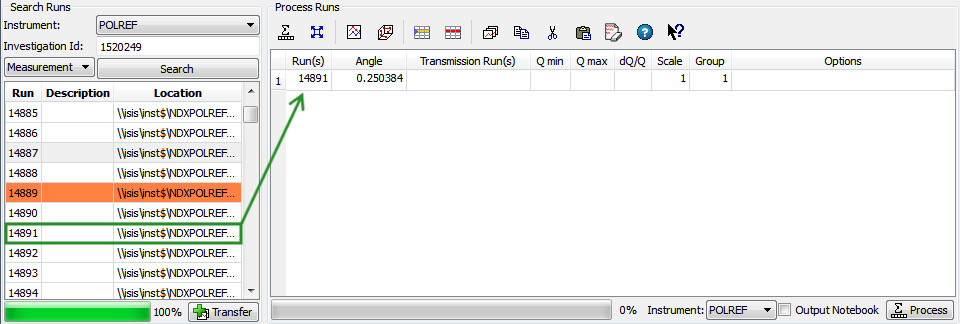 Search Runs
Instrument: POLREF
Investigation Id: 1520249
Measurement Search
Run Description Location
14885 \\isis\inst$\NDXPOLREF...
14886 \\isis\inst$\NDXPOLREF...
14887 \\isis\inst$\NDXPOLREF...
14888 \\isis\inst$\NDXPOLREF...
14889 \\isis\inst$\NDXPOLREF...
14890 \\isis\inst$\NDXPOLREF...
14891 \\isis\inst$\NDXPOLREF...
14892 \\isis\inst$\NDXPOLREF...
14893 \\isis\inst$\NDXPOLREF...
14894 \\isis\inst$\NDXPOLREF...
100% Transfer
Process Runs
Run(s) Angle Transmission Run(s) Q min Q max dQ/Q Scale Group Options
1 14891 0.250384 1 1
0% Instrument: POLREF Output Notebook Process